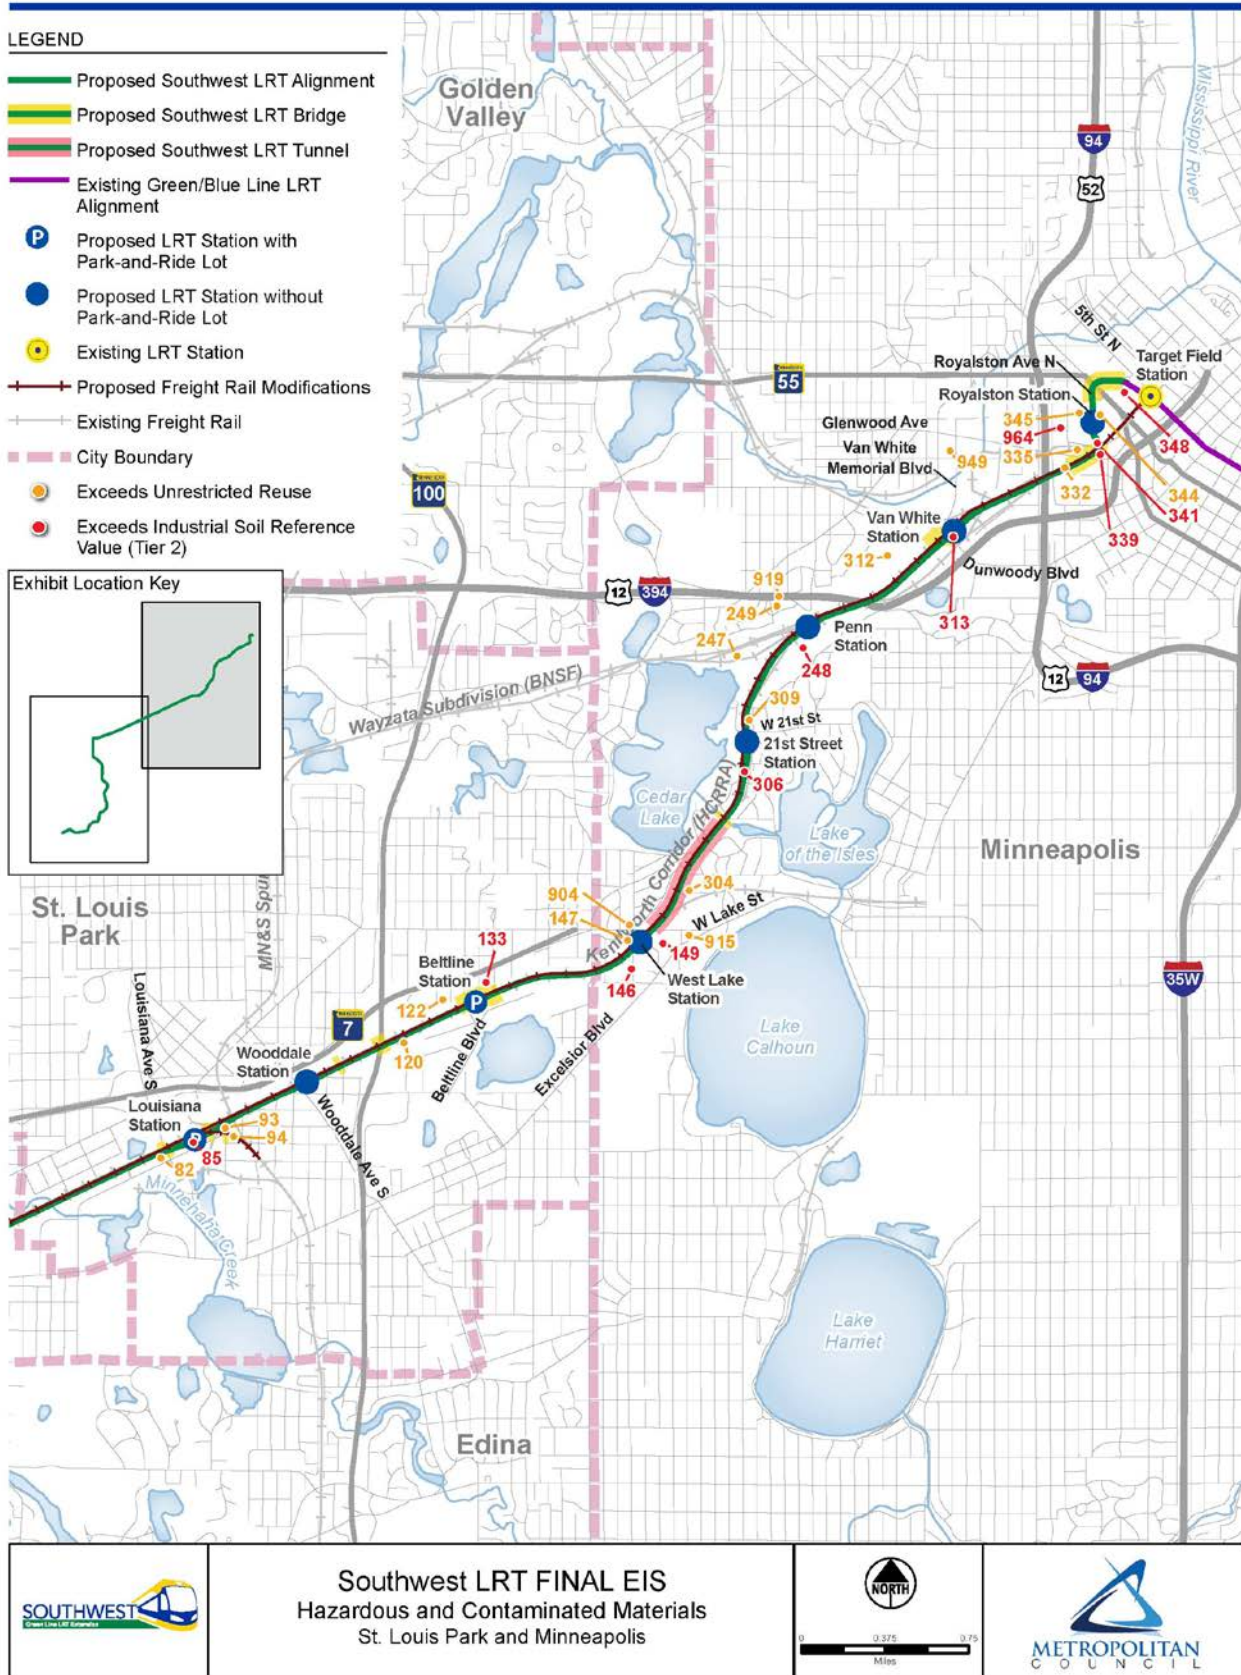 LEGEND
Proposed Southwest LRT Alignment
Proposed Southwest LRT Bridge
Proposed Southwest LRT Tunnel
Existing Green/Blue Line LRT
Alignment
P
Proposed LRT Station with
Park-and-Ride Lot
Proposed LRT Station without
Park-and-Ride Lot
Existing LRT Station
Proposed Freight Rail Modifications
Existing Freight Rail
City Boundary
Exceeds Unrestricted Reuse
Exceeds Industrial Soil Reference
Value (Tier 2)
Exhibit Location Key
Golden
Valley
94
52
Mississippi River
5th St N
Royalston Ave N
Target Field
Station
55
Royalston Station
345
Glenwood Ave
964
348
Van White
Memorial Blvd
335
949
332
344
341
339
100
Van White
Station
312
Dunwoody Blvd
919
12
394
249
313
Penn
Station
247
248
12
94
Wayzata Subdivision (BNSF)
309
W 21st St
21st Street
Station
306
Cedar
Lake
Kenilworth Corridor (HCRRA)
Lake
of the Isles
Minneapolis
St. Louis
Park
MN&S Spur
904
304
W Lake St
147
915
133
149
Beltline
Station
146
West Lake
Station
35W
Louisiana Ave S
122
P
7
120
Beltline Blvd
Excelsior Blvd
Lake
Calhoun
Wooddale
Station
Louisiana
Station
93
94
Wooddale Ave S
82
85
Minnehaha Creek
Lake
Harriet
Edina
SOUTHWEST
Green Line LRT Extension
Southwest LRT FINAL EIS
Hazardous and Contaminated Materials
St. Louis Park and Minneapolis
NORTH
0 0.375 0.75
Miles
METROPOLITAN
COUNCIL